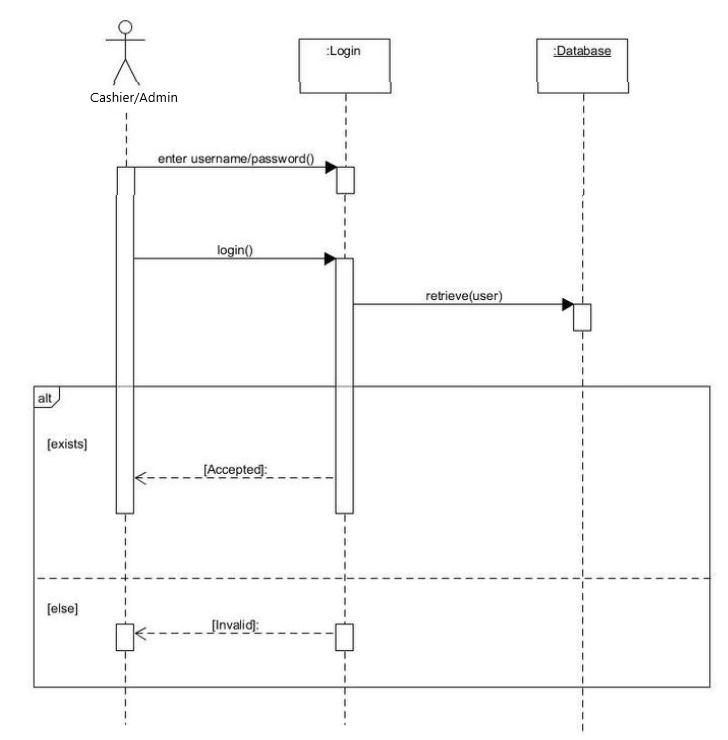 :Login
:Database
Cashier/Admin
enter username/password()
login()
retrieve(user)
alt
[exists]
[Accepted]:
[else]
[Invalid]: